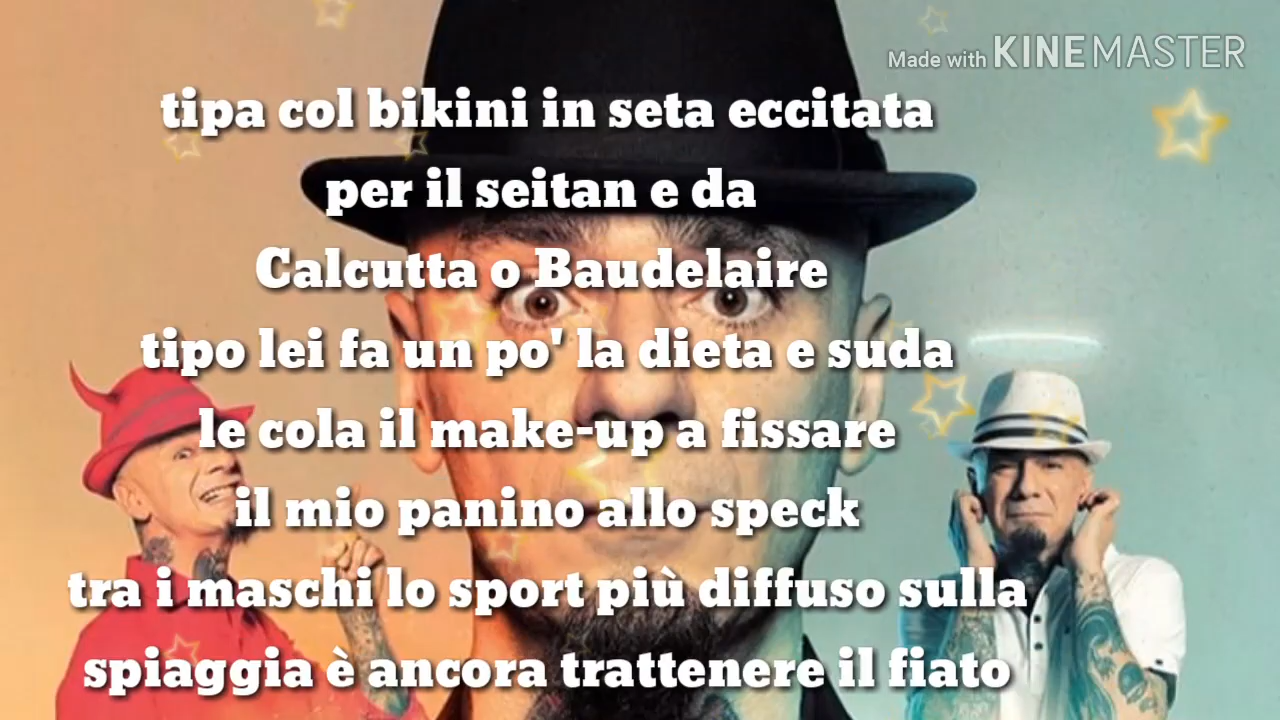 Made with KINEMASTER
tipa col bikini in seta eccitata
per il seitan e da
Calcutta o Baudelaire
tipo lei fa un po' la dieta e suda
le cola il make-up a fissare
il mio panino allo speck
tra i maschi lo sport più diffuso sulla
spiaggia è ancora trattenere il fiato